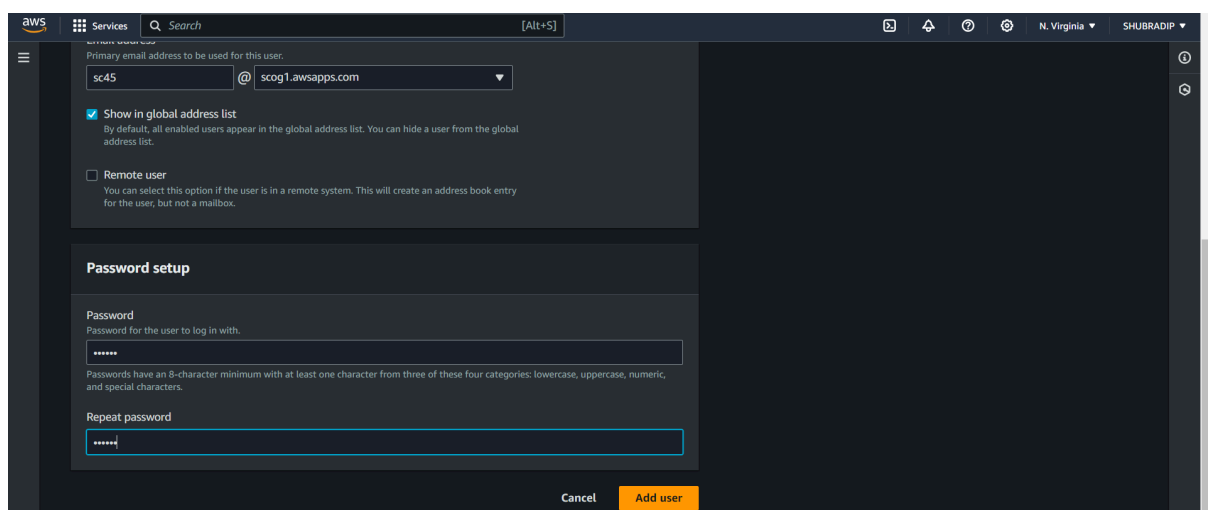 aws
Services
Search
[Alt+S]
N. Virginia
SHUBRADIP
Email address
Primary email address to be used for this user.
sc45
@
scog1.awsapps.com
Show in global address list
By default, all enabled users appear in the global address list. You can hide a user from the global
address list.
Remote user
You can select this option if the user is in a remote system. This will create an address book entry
for the user, but not a mailbox.
Password setup
Password
Password for the user to log in with.
••••••
Passwords have an 8-character minimum with at least one character from three of these four categories: lowercase, uppercase, numeric,
and special characters.
Repeat password
••••••
Cancel
Add user